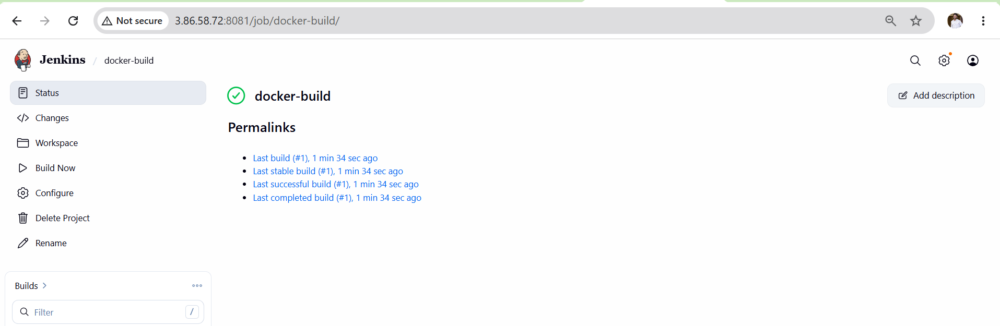 Not secure 3.86.58.72:8081/job/docker-build/
Jenkins / docker-build
Status
Changes
Workspace
Build Now
Configure
Delete Project
Rename
Builds
Filter /
docker-build
Add description
Permalinks
Last build (#1), 1 min 34 sec ago
Last stable build (#1), 1 min 34 sec ago
Last successful build (#1), 1 min 34 sec ago
Last completed build (#1), 1 min 34 sec ago